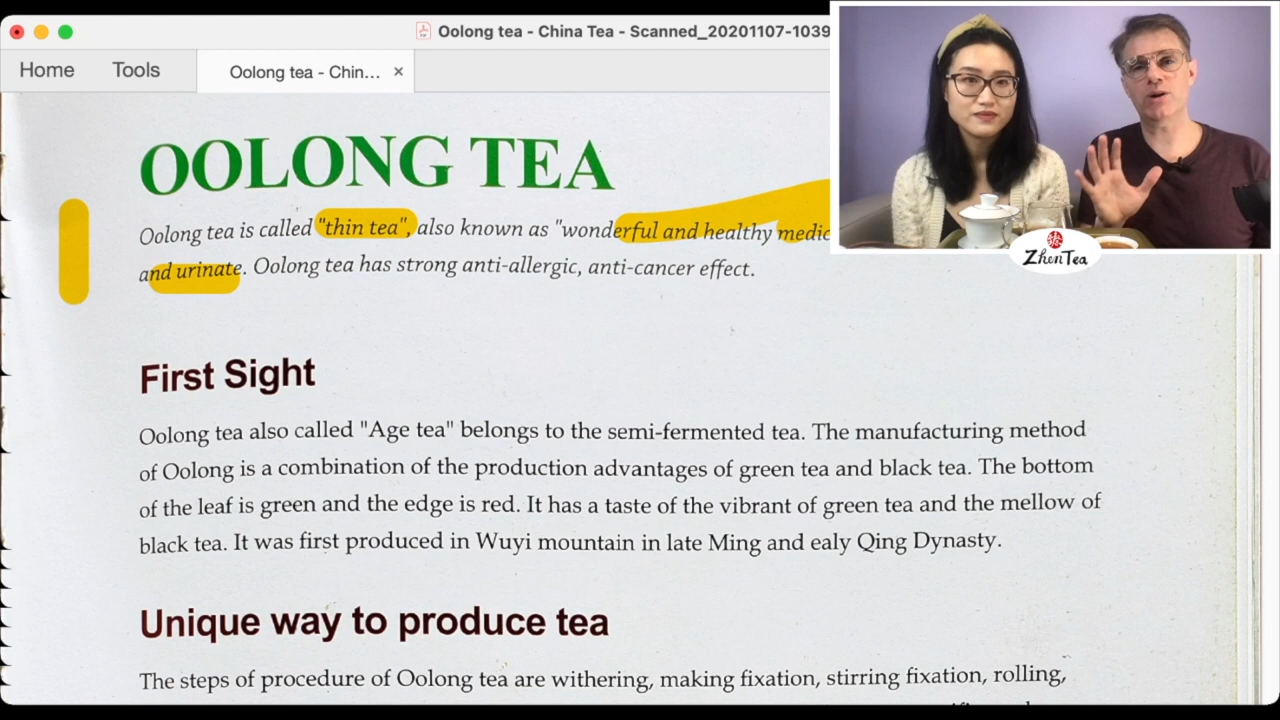 Oolong tea - China Tea - Scanned_20201107-1039
Home Tools Oolong tea - Chin... ×
OOLONG TEA
Oolong tea is called "thin tea", also known as "wonderful and healthy medic
and urinate. Oolong tea has strong anti-allergic, anti-cancer effect.
ZhenTea
First Sight
Oolong tea also called "Age tea" belongs to the semi-fermented tea. The manufacturing method
of Oolong is a combination of the production advantages of green tea and black tea. The bottom
of the leaf is green and the edge is red. It has a taste of the vibrant of green tea and the mellow of
black tea. It was first produced in Wuyi mountain in late Ming and ealy Qing Dynasty.
Unique way to produce tea
The steps of procedure of Oolong tea are withering, making fixation, stirring fixation, rolling,